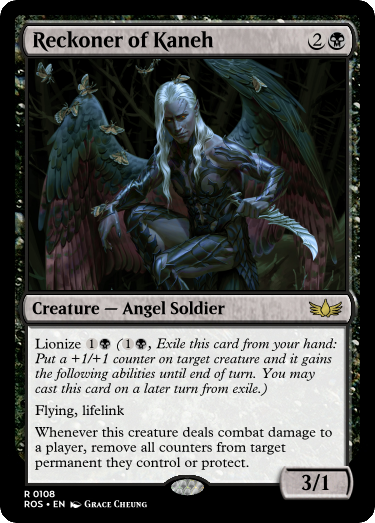 Reckoner of Kaneh 2
Creature — Angel Soldier
Lionize 1 (1, Exile this card from your hand:
Put a +1/+1 counter on target creature and it gains
the following abilities until end of turn. You may
cast this card on a later turn from exile.)
Flying, lifelink
Whenever this creature deals combat damage to
a player, remove all counters from target
permanent they control or protect.
3/1
R 0108
ROS • EN Grace Cheung